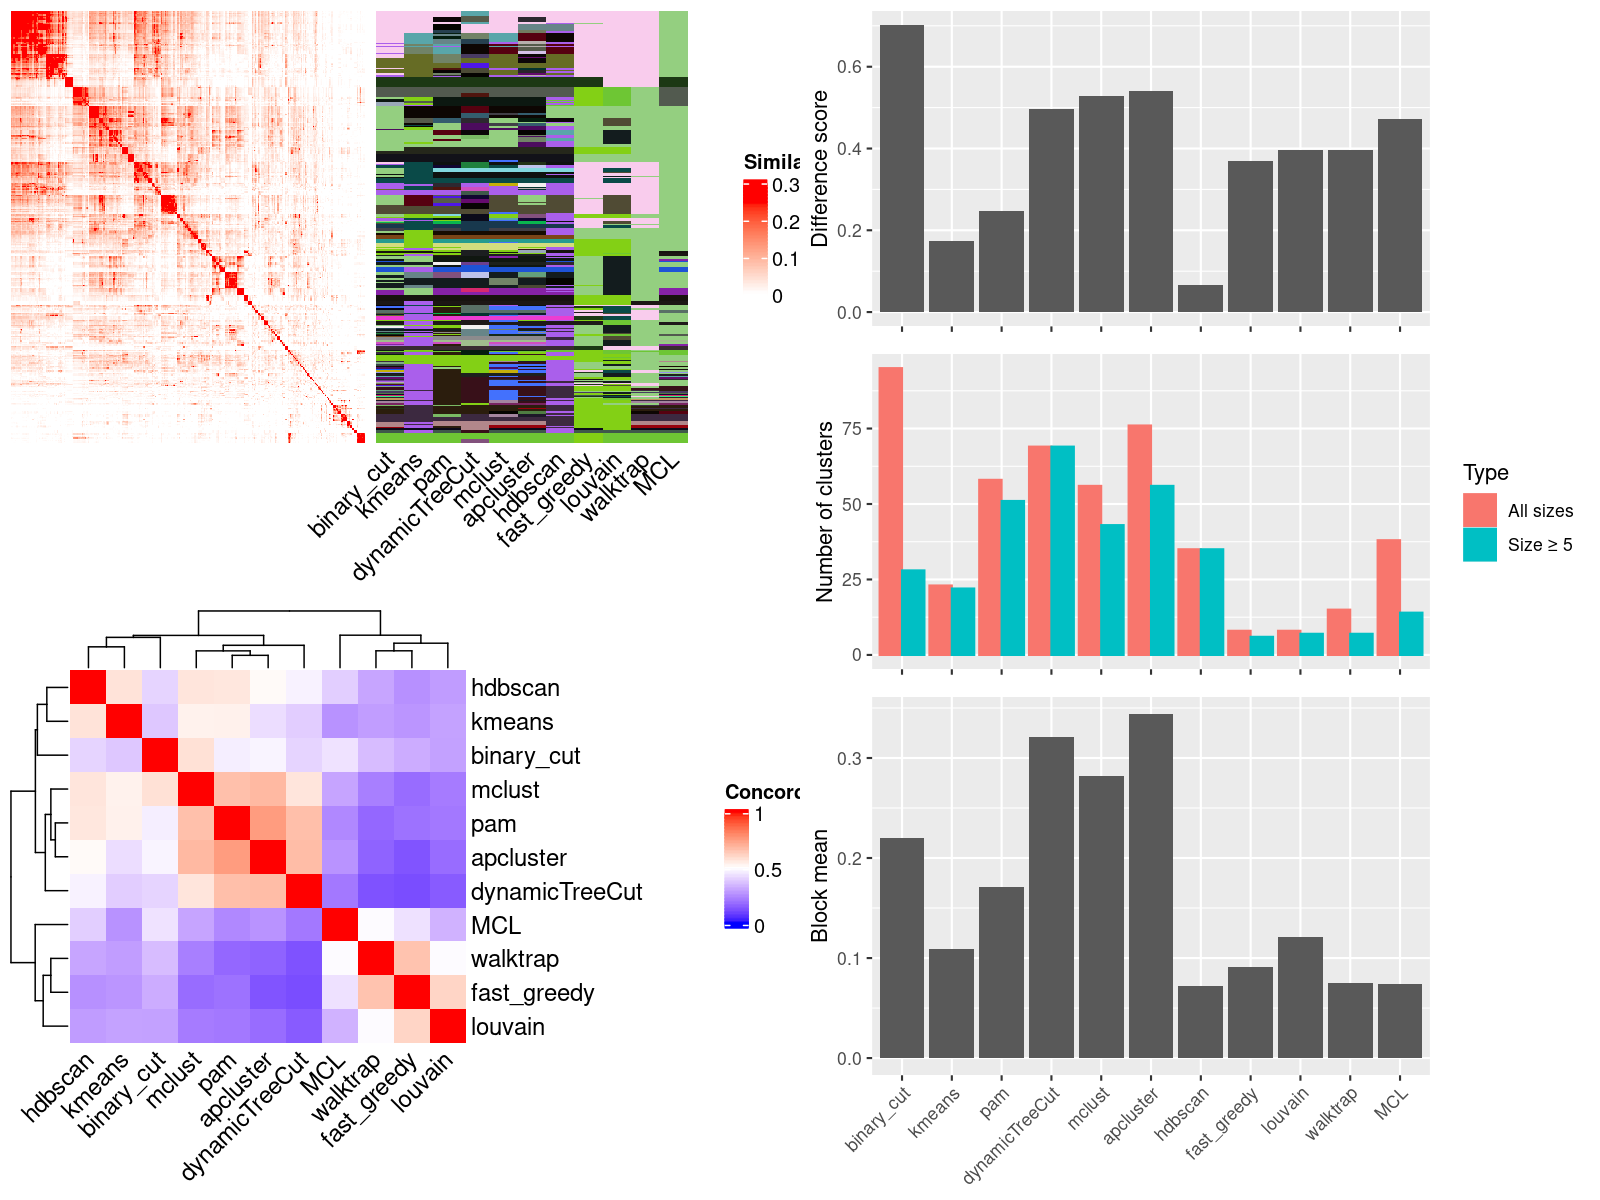 Simila
0.3
0.2
0.1
0
binary_cut
kmeans
pam
dynamicTreeCut
mclust
apcluster
hdbscan
fast_greedy
louvain
walktrap
MCL
hdbscan
kmeans
binary_cut
mclust
pam
apcluster
dynamicTreeCut
MCL
walktrap
fast_greedy
louvain
hdbscan
kmeans
binary_cut
mclust
pam
apcluster
dynamicTreeCut
MCL
walktrap
fast_greedy
louvain
Concord
1
0.5
0
Difference score
0.6
0.4
0.2
0.0
Number of clusters
75
50
25
0
Type
All sizes
Size ≥ 5
Block mean
0.3
0.2
0.1
0.0
binary_cut
kmeans
pam
dynamicTreeCut
mclust
apcluster
hdbscan
fast_greedy
louvain
walktrap
MCL